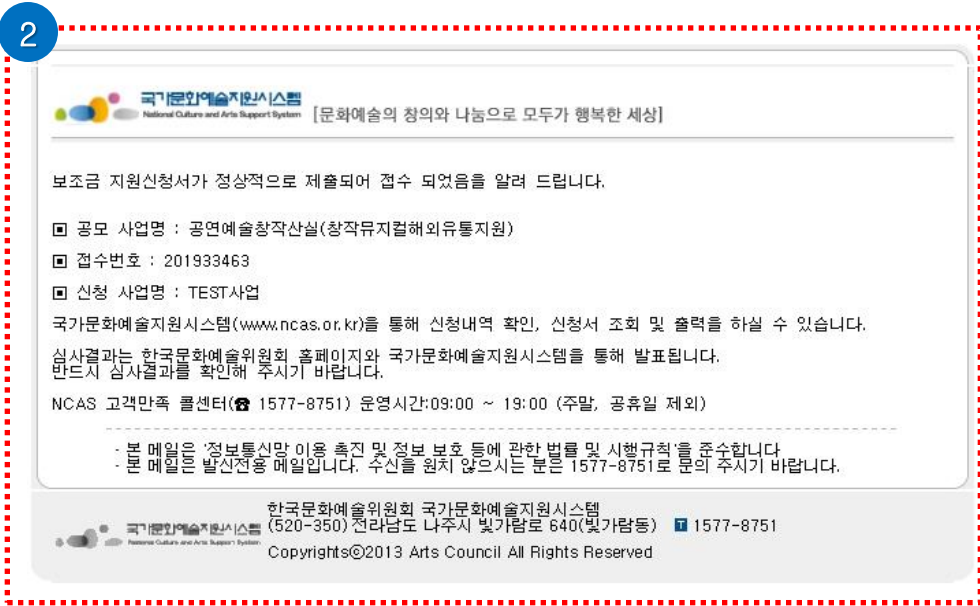 2
국가문화예술지원시스템
National Culture and Arts Support System
[문화예술의 창의와 나눔으로 모두가 행복한 세상]
보조금 지원신청서가 정상적으로 제출되어 접수 되었음을 알려 드립니다.
▣ 공모 사업명 : 공연예술창작산실(창작뮤지컬해외유통지원)
▣ 접수번호 : 201933463
▣ 신청 사업명 : TEST사업
국가문화예술지원시스템(www.ncas.or.kr)을 통해 신청내역 확인, 신청서 조회 및 출력을 하실 수 있습니다.
심사결과는 한국문화예술위원회 홈페이지와 국가문화예술지원시스템을 통해 발표됩니다.
반드시 심사결과를 확인해 주시기 바랍니다.
NCAS 고객만족 콜센터(☎ 1577-8751) 운영시간:09:00 ~ 19:00 (주말, 공휴일 제외)
- 본 메일은 '정보통신망 이용 촉진 및 정보 보호 등에 관한 법률 및 시행규칙'을 준수합니다
- 본 메일은 발신전용 메일입니다. 수신을 원치 않으시는 분은 1577-8751로 문의 주시기 바랍니다.
국가문화예술지원시스템
National Culture and Arts Support System
한국문화예술위원회 국가문화예술지원시스템
(520-350) 전라남도 나주시 빛가람로 640(빛가람동) T 1577-8751
Copyrightsⓒ2013 Arts Council All Rights Reserved